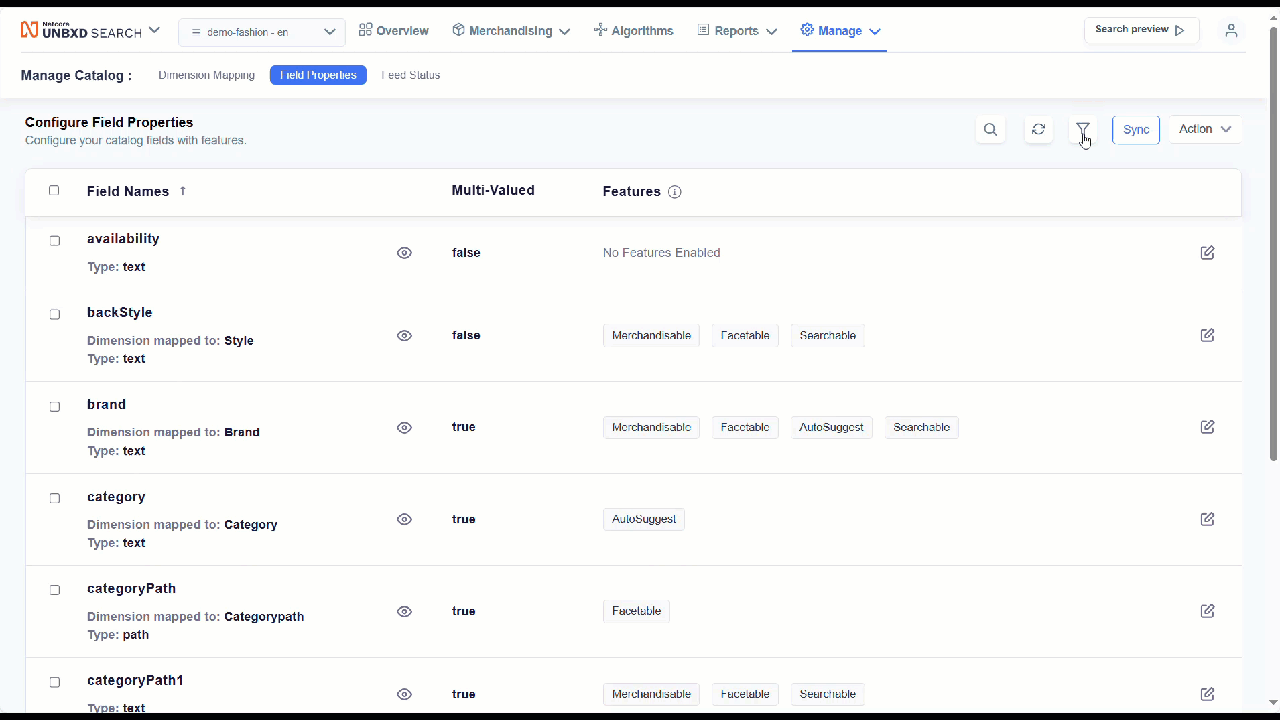 Netcore
UNBXD SEARCH
demo-fashion - en
Overview
Merchandising
Algorithms
Reports
Manage
Search preview
Manage Catalog :
Dimension Mapping
Field Properties
Feed Status
Configure Field Properties
Configure your catalog fields with features.
Sync
Action
Field Names ↑
Multi-Valued
Features
availability
Type: text
false
No Features Enabled
backStyle
Dimension mapped to: Style
Type: text
false
Merchandisable
Facetable
Searchable
brand
Dimension mapped to: Brand
Type: text
true
Merchandisable
Facetable
AutoSuggest
Searchable
category
Dimension mapped to: Category
Type: text
true
AutoSuggest
categoryPath
Dimension mapped to: Categorypath
Type: path
true
Facetable
categoryPath1
Type: text
true
Merchandisable
Facetable
Searchable